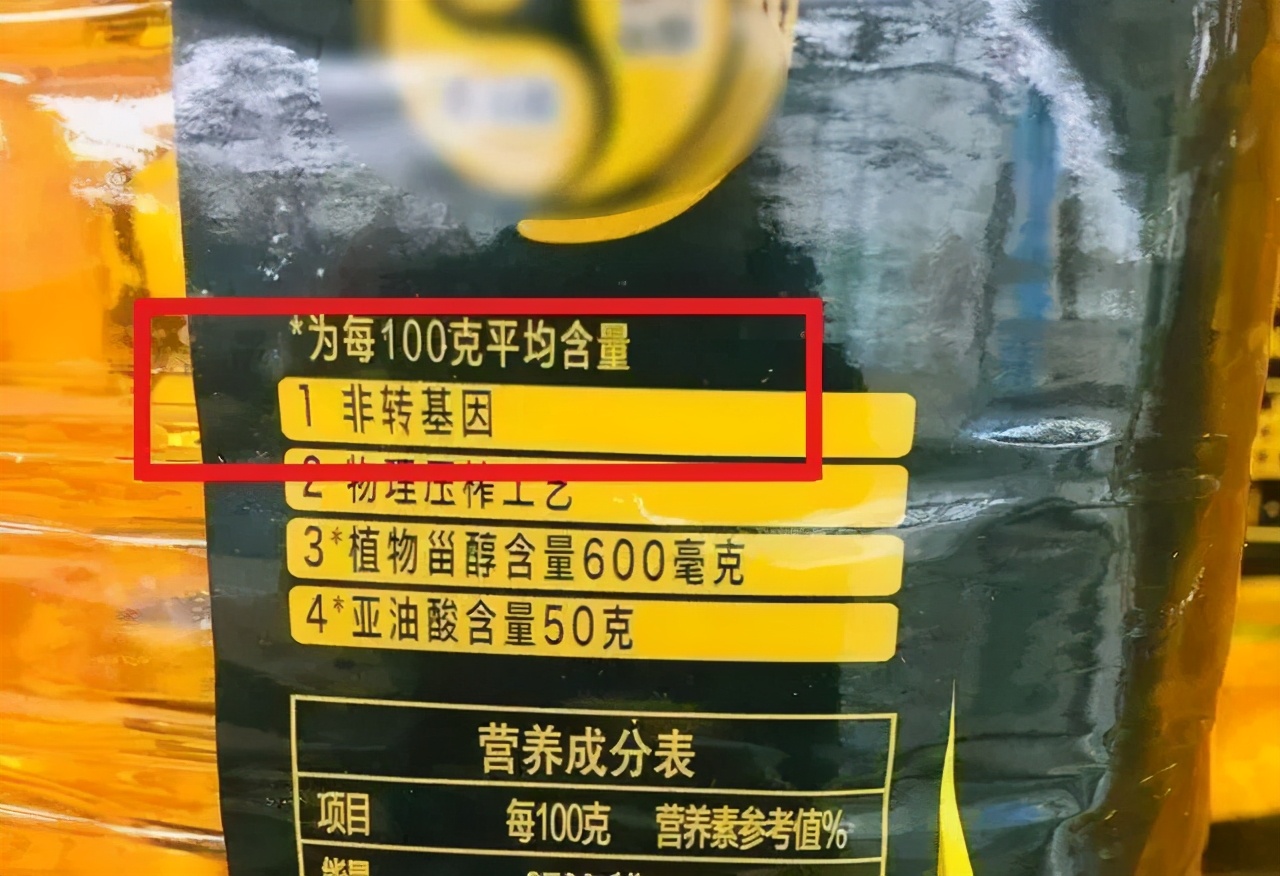 *为每100克平均含量
1 非转基因
2 物理压榨工艺
3*植物甾醇含量600毫克
4*亚油酸含量50克
营养成分表
项目 每100克 营养素参考值%
能量